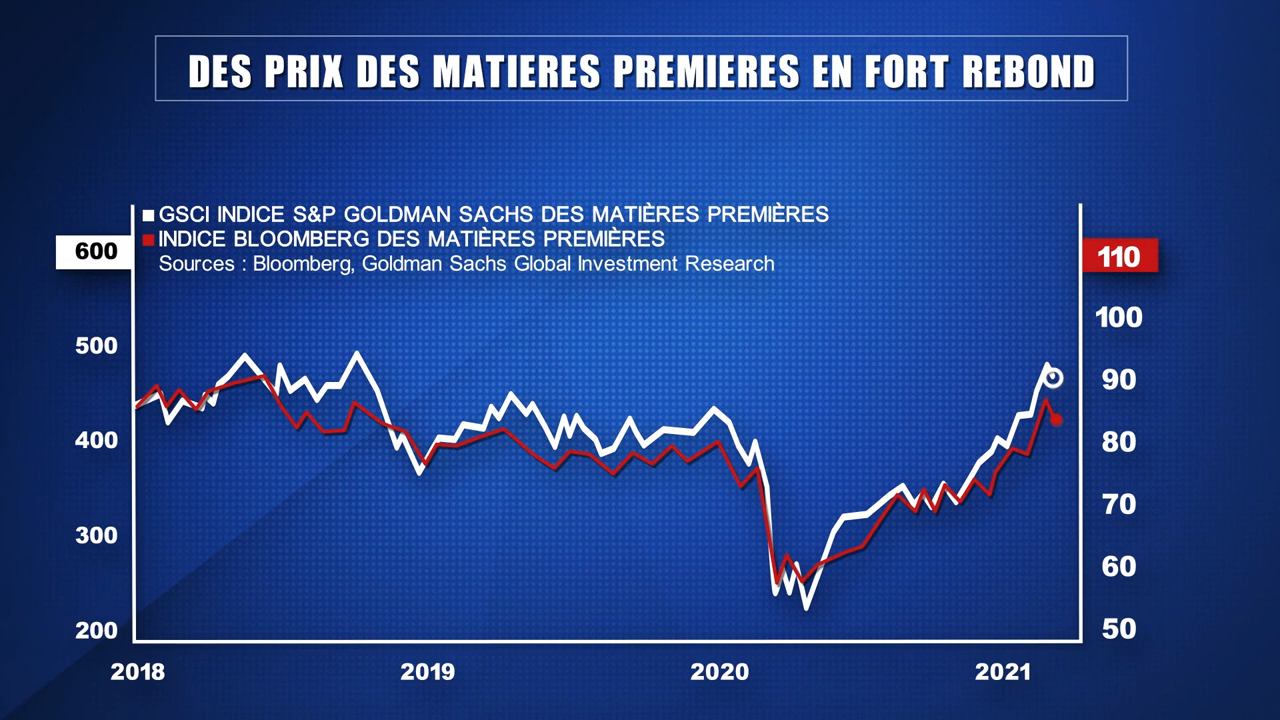 DES PRIX DES MATIERES PREMIERES EN FORT REBOND
GSCI INDICE S&P GOLDMAN SACHS DES MATIÈRES PREMIÈRES
INDICE BLOOMBERG DES MATIÈRES PREMIÈRES
Sources : Bloomberg, Goldman Sachs Global Investment Research
600
500
400
300
200
110
100
90
80
70
60
50
2018 2019 2020 2021